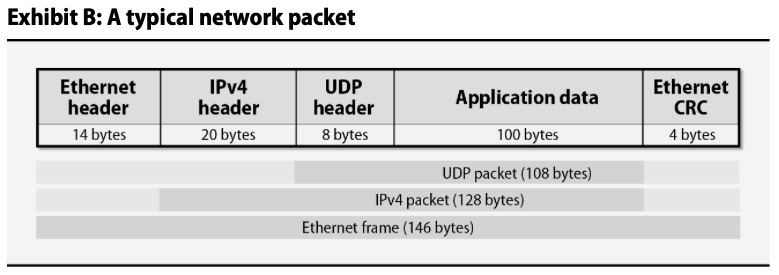 Exhibit B: A typical network packet
Ethernet header
IPv4 header
UDP header
Application data
Ethernet CRC
14 bytes
20 bytes
8 bytes
100 bytes
4 bytes
UDP packet (108 bytes)
IPv4 packet (128 bytes)
Ethernet frame (146 bytes)